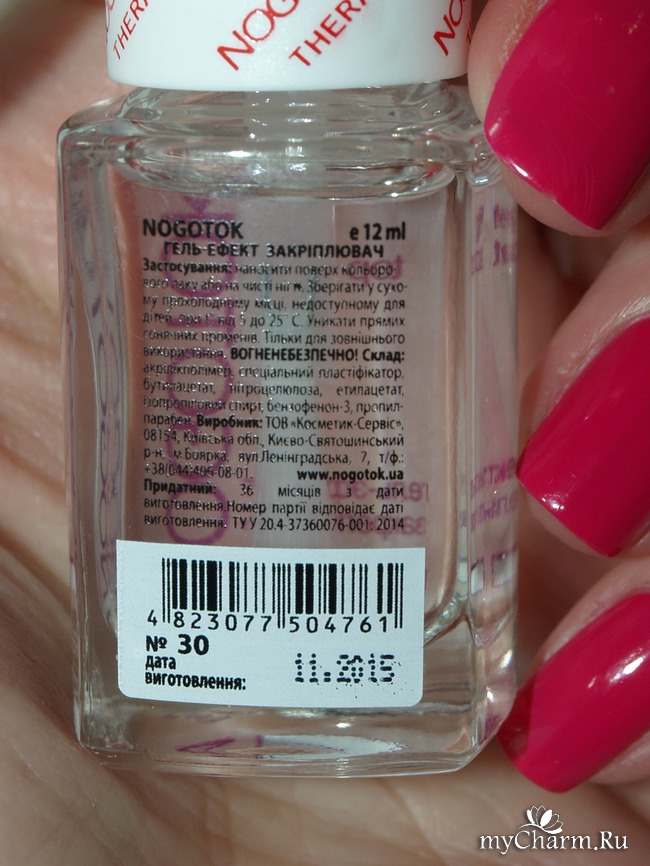 NOGOTOK
THERA
NOGOTOK e 12 ml
ГЕЛЬ-ЕФЕКТ ЗАКРІПЛЮВАЧ
Застосування: наносити поверх кольоро-
вого лаку або на чисті нігті. Зберігати у сухо-
му прохолодному місці, недоступному для
дітей, при t° від 5 до 25° С. Уникати прямих
сонячних променів. Тільки для зовнішнього
використання. ВОГНЕНЕБЕЗПЕЧНО! Склад:
акрілкполімер, спеціальний пластіфікатор,
бутилацетат, нітроцелюлоза, етилацетат,
ізопропіловий спирт, бензофенон-3, пропил-
парабен. Виробник: ТОВ «Косметик-Сервіс»,
08154, Київська обл., Києво-Святошинський
р-н, м.Боярка, вул.Ленінградська, 7, т/ф.:
+38(044)406-08-01. www.nogotok.ua
Придатний: 36 місяців з дати
виготовлення.Номер партії відповідає даті
виготовлення. ТУ У 20.4-37360076-001: 2014
4 823077 504761
№ 30
дата
виготовлення: 11.2015
myCharm.Ru